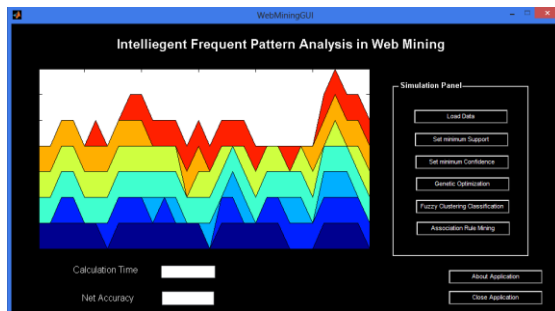 WebMiningGUI
Intelliegent Frequent Pattern Analysis in Web Mining
Simulation Panel
Load Data
Set minimum Support
Set minimum Confidence
Genetic Optimization
Fuzzy Clustering Classification
Association Rule Mining
Calculation Time
Net Accuracy
About Application
Close Application